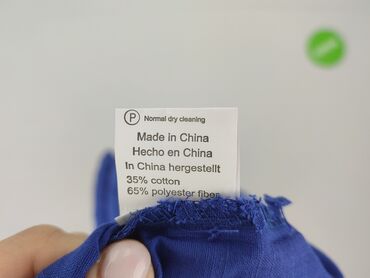 P Normal dry cleaning
Made in China
Hecho en China
In China hergestellt
35% cotton
65% polyester fiber